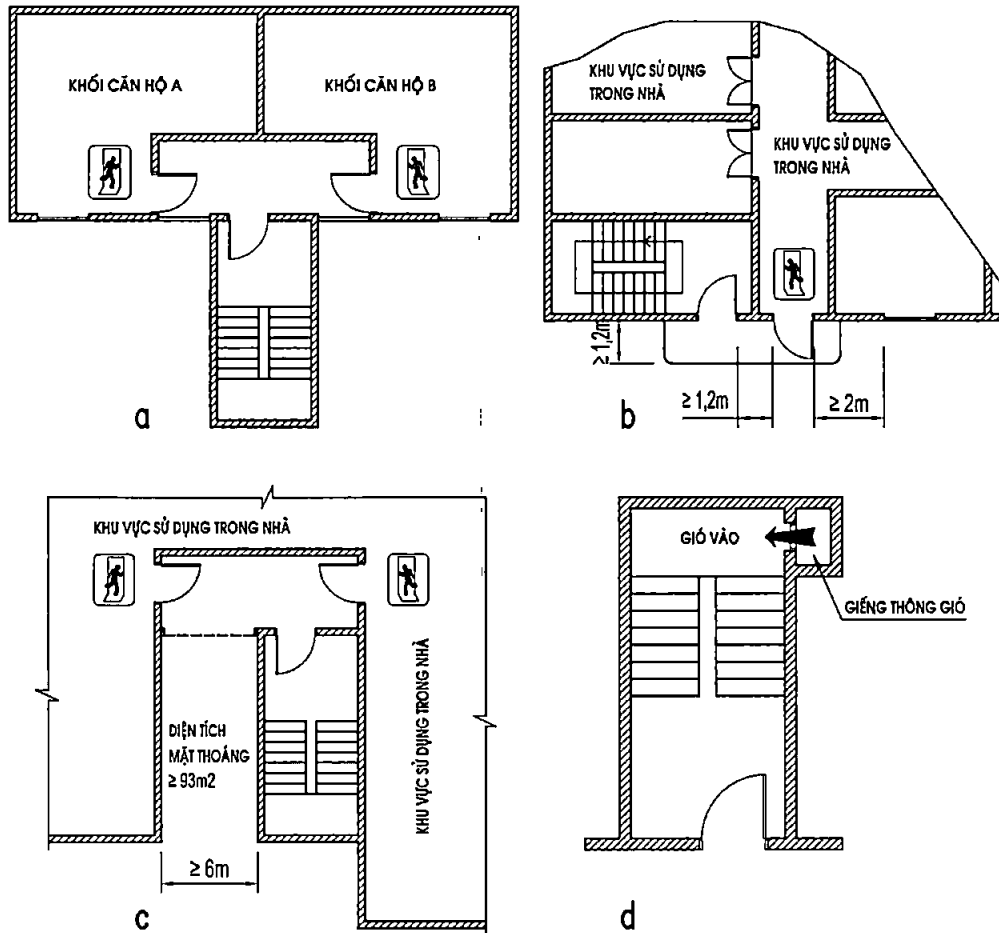 KHỐI CĂN HỘ A
KHỐI CĂN HỘ B
a
KHU VỰC SỬ DỤNG
TRONG NHÀ
KHU VỰC SỬ DỤNG
TRONG NHÀ
≥ 1,2m
≥ 1,2m
≥ 2m
b
KHU VỰC SỬ DỤNG TRONG NHÀ
DIỆN TÍCH
MẶT THOÁNG
≥ 93m2
KHU VỰC SỬ DỤNG TRONG NHÀ
≥ 6m
c
GIÓ VÀO
GIẾNG THÔNG GIÓ
d